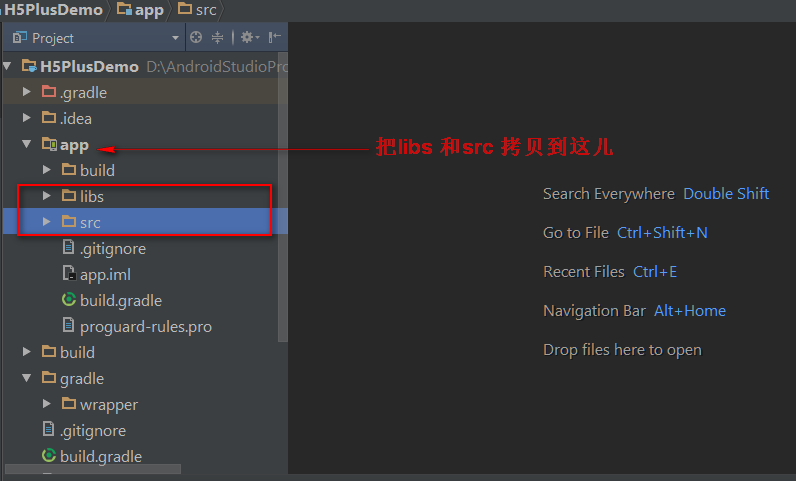 H5PlusDemo app src
Project
H5PlusDemo D:\AndroidStudioPro
.gradle
.idea
app
把libs 和src 拷贝到这儿
build
libs
src
.gitignore
app.iml
build.gradle
proguard-rules.pro
build
gradle
wrapper
.gitignore
build.gradle
Search Everywhere Double Shift
Go to File Ctrl+Shift+N
Recent Files Ctrl+E
Navigation Bar Alt+Home
Drop files here to open